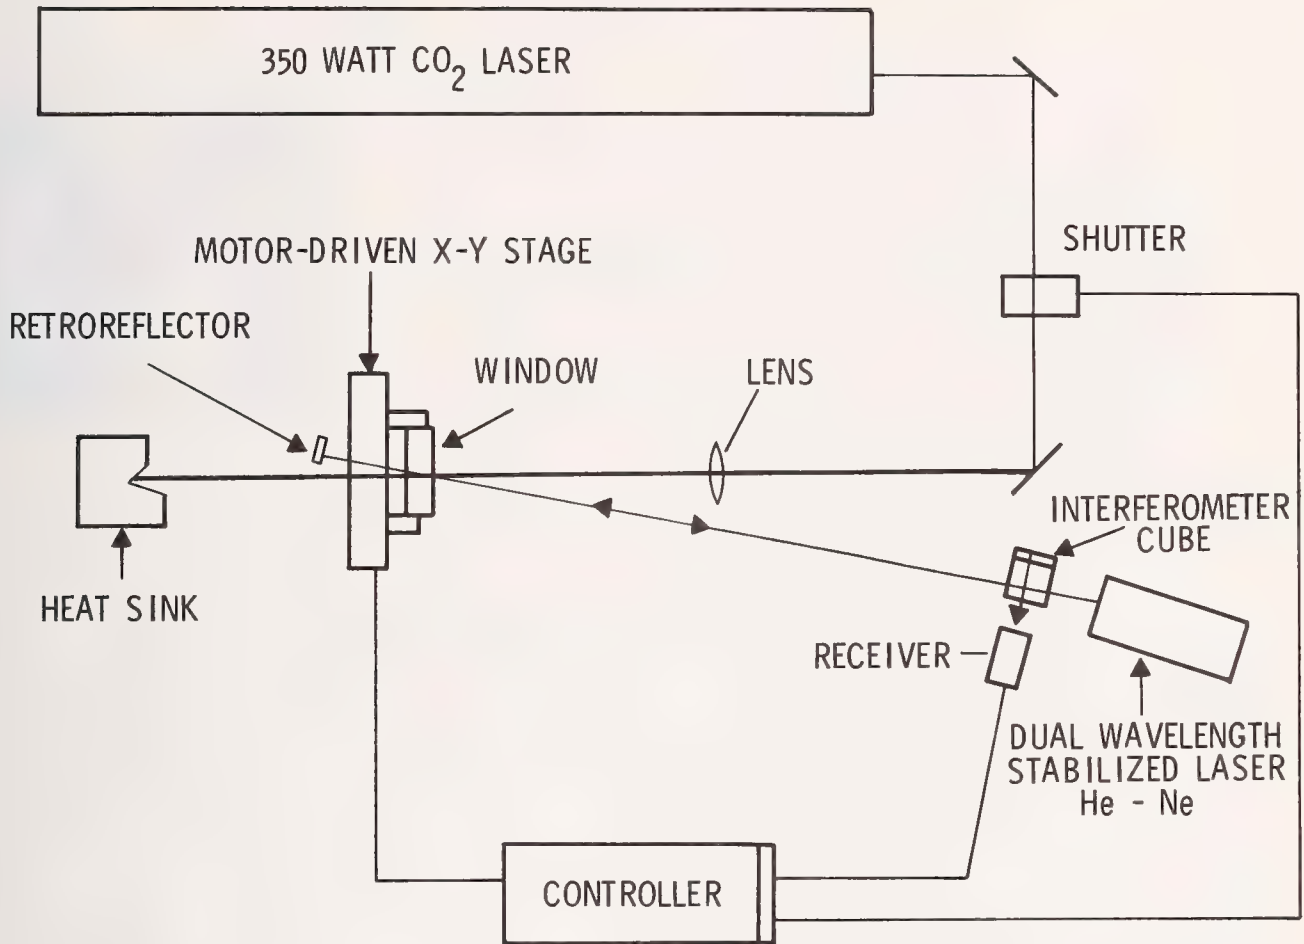 350 WATT CO₂ LASER
SHUTTER
MOTOR-DRIVEN X-Y STAGE
RETROREFLECTOR
WINDOW
LENS
INTERFEROMETER
CUBE
HEAT SINK
RECEIVER
DUAL WAVELENGTH
STABILIZED LASER
He - Ne
CONTROLLER